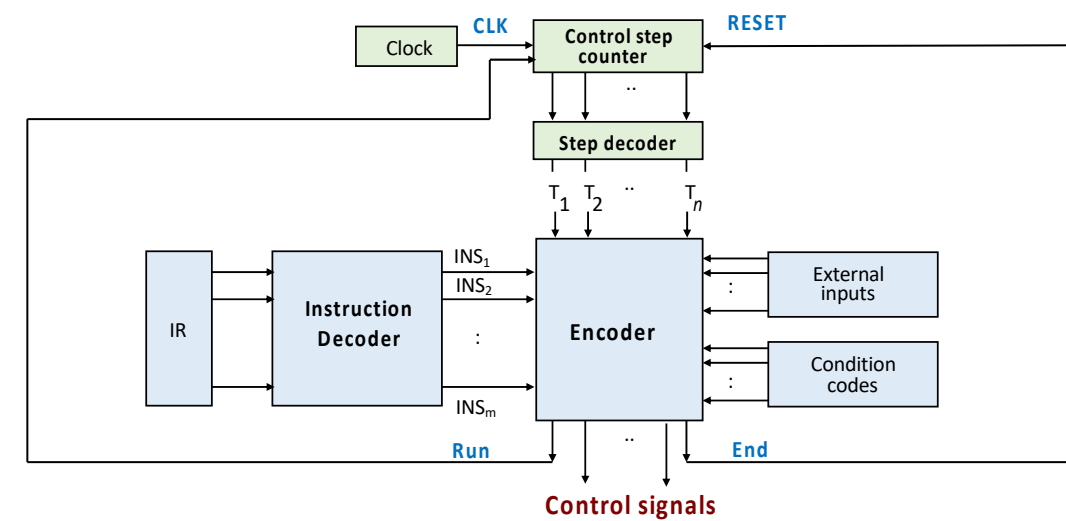 CLK
RESET
Clock
Control step
counter
..
Step decoder
T1 T2 .. Tn
IR
Instruction
Decoder
INS1
INS2
:
INSm
Encoder
External
inputs
:
Condition
codes
:
Run
..
End
Control signals